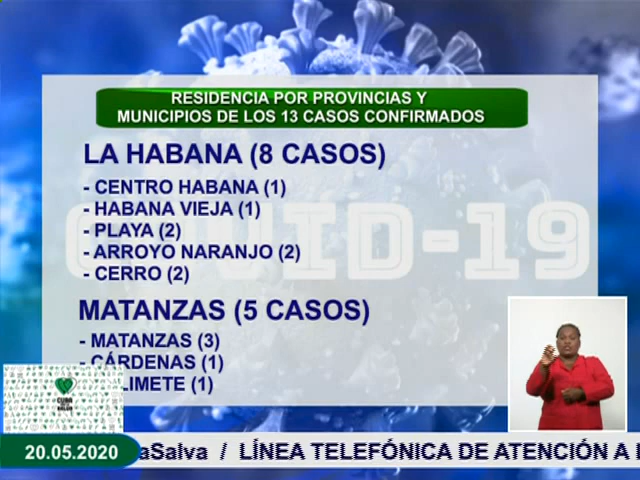 RESIDENCIA POR PROVINCIAS Y
MUNICIPIOS DE LOS 13 CASOS CONFIRMADOS
LA HABANA (8 CASOS)
- CENTRO HABANA (1)
- HABANA VIEJA (1)
- PLAYA (2)
- ARROYO NARANJO (2)
- CERRO (2)
COVID-19
MATANZAS (5 CASOS)
- MATANZAS (3)
- CÁRDENAS (1)
LIMETE (1)
CUBA
20.05.2020
aSalva / LÍNEA TELEFÓNICA DE ATENCIÓN A